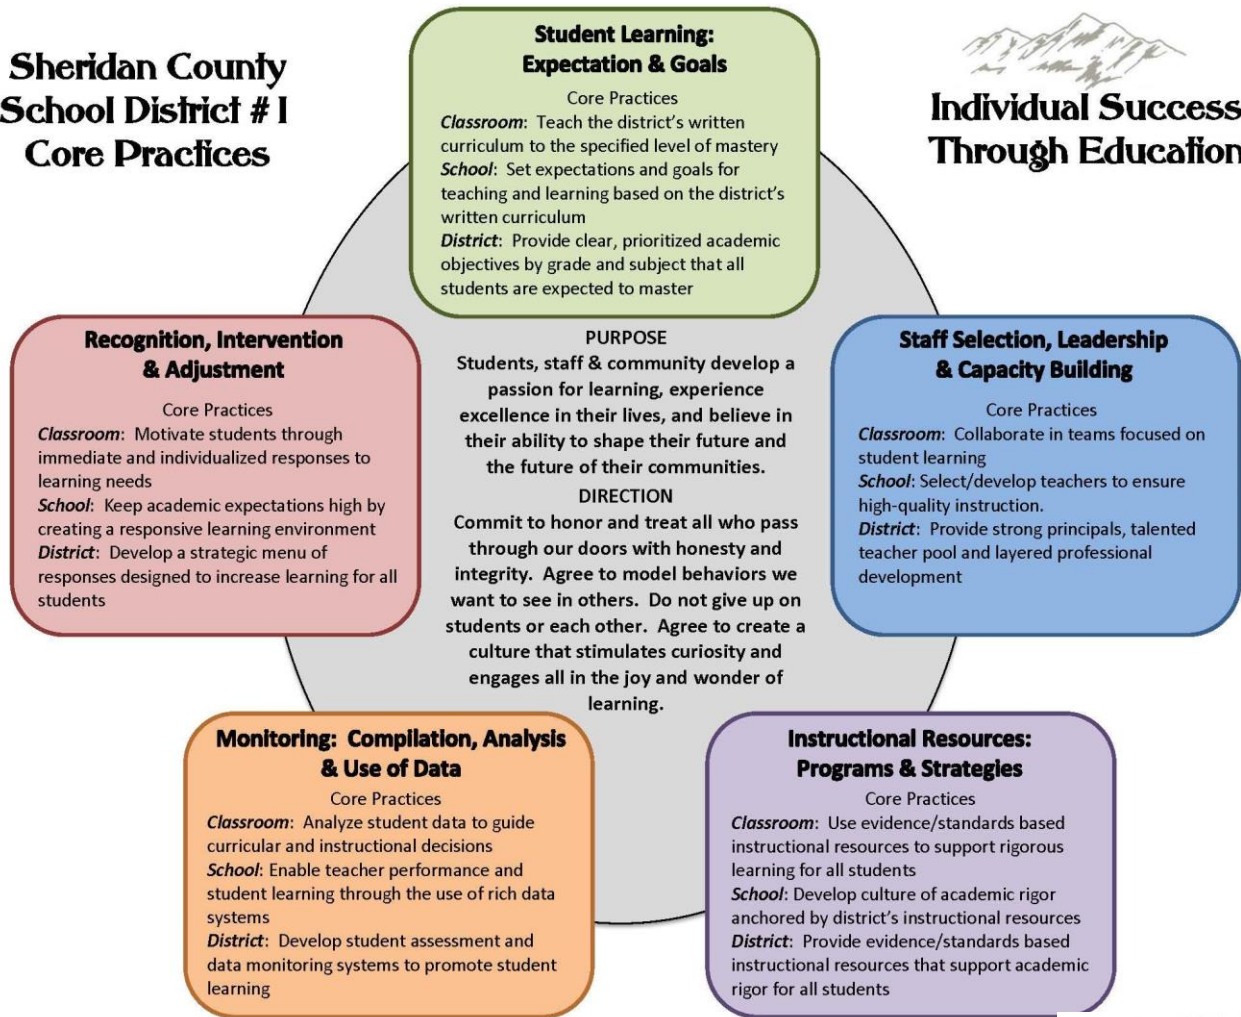 Sheridan County
School District # 1
Core Practices
Individual Success
Through Education
Student Learning:
Expectation & Goals
Core Practices
Classroom: Teach the district's written
curriculum to the specified level of mastery
School: Set expectations and goals for
teaching and learning based on the district's
written curriculum
District: Provide clear, prioritized academic
objectives by grade and subject that all
students are expected to master
Recognition, Intervention
& Adjustment
Core Practices
Classroom: Motivate students through
immediate and individualized responses to
learning needs
School: Keep academic expectations high by
creating a responsive learning environment
District: Develop a strategic menu of
responses designed to increase learning for all
students
PURPOSE
Students, staff & community develop a
passion for learning, experience
excellence in their lives, and believe in
their ability to shape their future and
the future of their communities.
DIRECTION
Commit to honor and treat all who pass
through our doors with honesty and
integrity. Agree to model behaviors we
want to see in others. Do not give up on
students or each other. Agree to create a
culture that stimulates curiosity and
engages all in the joy and wonder of
learning.
Staff Selection, Leadership
& Capacity Building
Core Practices
Classroom: Collaborate in teams focused on
student learning
School: Select/develop teachers to ensure
high-quality instruction.
District: Provide strong principals, talented
teacher pool and layered professional
development
Monitoring: Compilation, Analysis
& Use of Data
Core Practices
Classroom: Analyze student data to guide
curricular and instructional decisions
School: Enable teacher performance and
student learning through the use of rich data
systems
District: Develop student assessment and
data monitoring systems to promote student
learning
Instructional Resources:
Programs & Strategies
Core Practices
Classroom: Use evidence/standards based
instructional resources to support rigorous
learning for all students
School: Develop culture of academic rigor
anchored by district's instructional resources
District: Provide evidence/standards based
instructional resources that support academic
rigor for all students